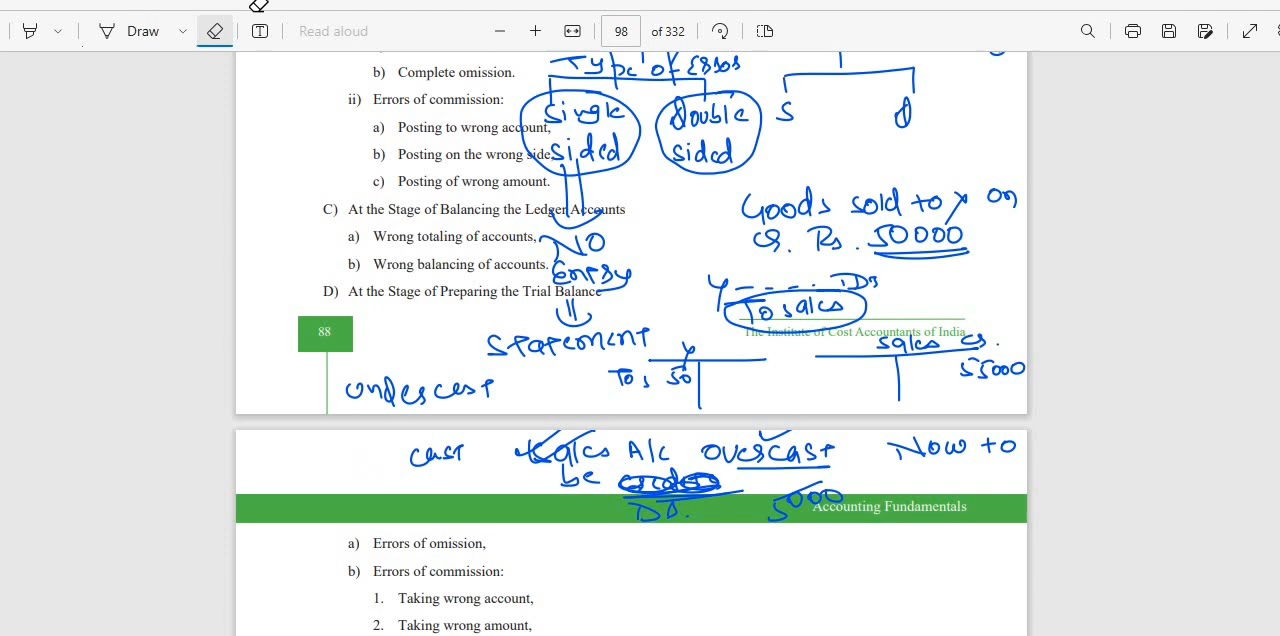 Draw
Read aloud
98 of 332
b) Complete omission.
Type of Errors
ii) Errors of commission:
Single sided
double sided
S
d
a) Posting to wrong account,
b) Posting on the wrong side,
c) Posting of wrong amount.
Goods sold to Y on
cr. Rs. 50000
C) At the Stage of Balancing the Ledger Accounts
a) Wrong totaling of accounts,
NO
b) Wrong balancing of accounts.
Entry
Y - - - - . Dr
D) At the Stage of Preparing the Trial Balance
To sales
88
The Institute of Cost Accountants of India
Statement
Y
sales cr.
To s 50
55000
Undercast
cast Sales A/c overcast Now to
be
Dr. 5000
Accounting Fundamentals
a) Errors of omission,
b) Errors of commission:
1. Taking wrong account,
2. Taking wrong amount,